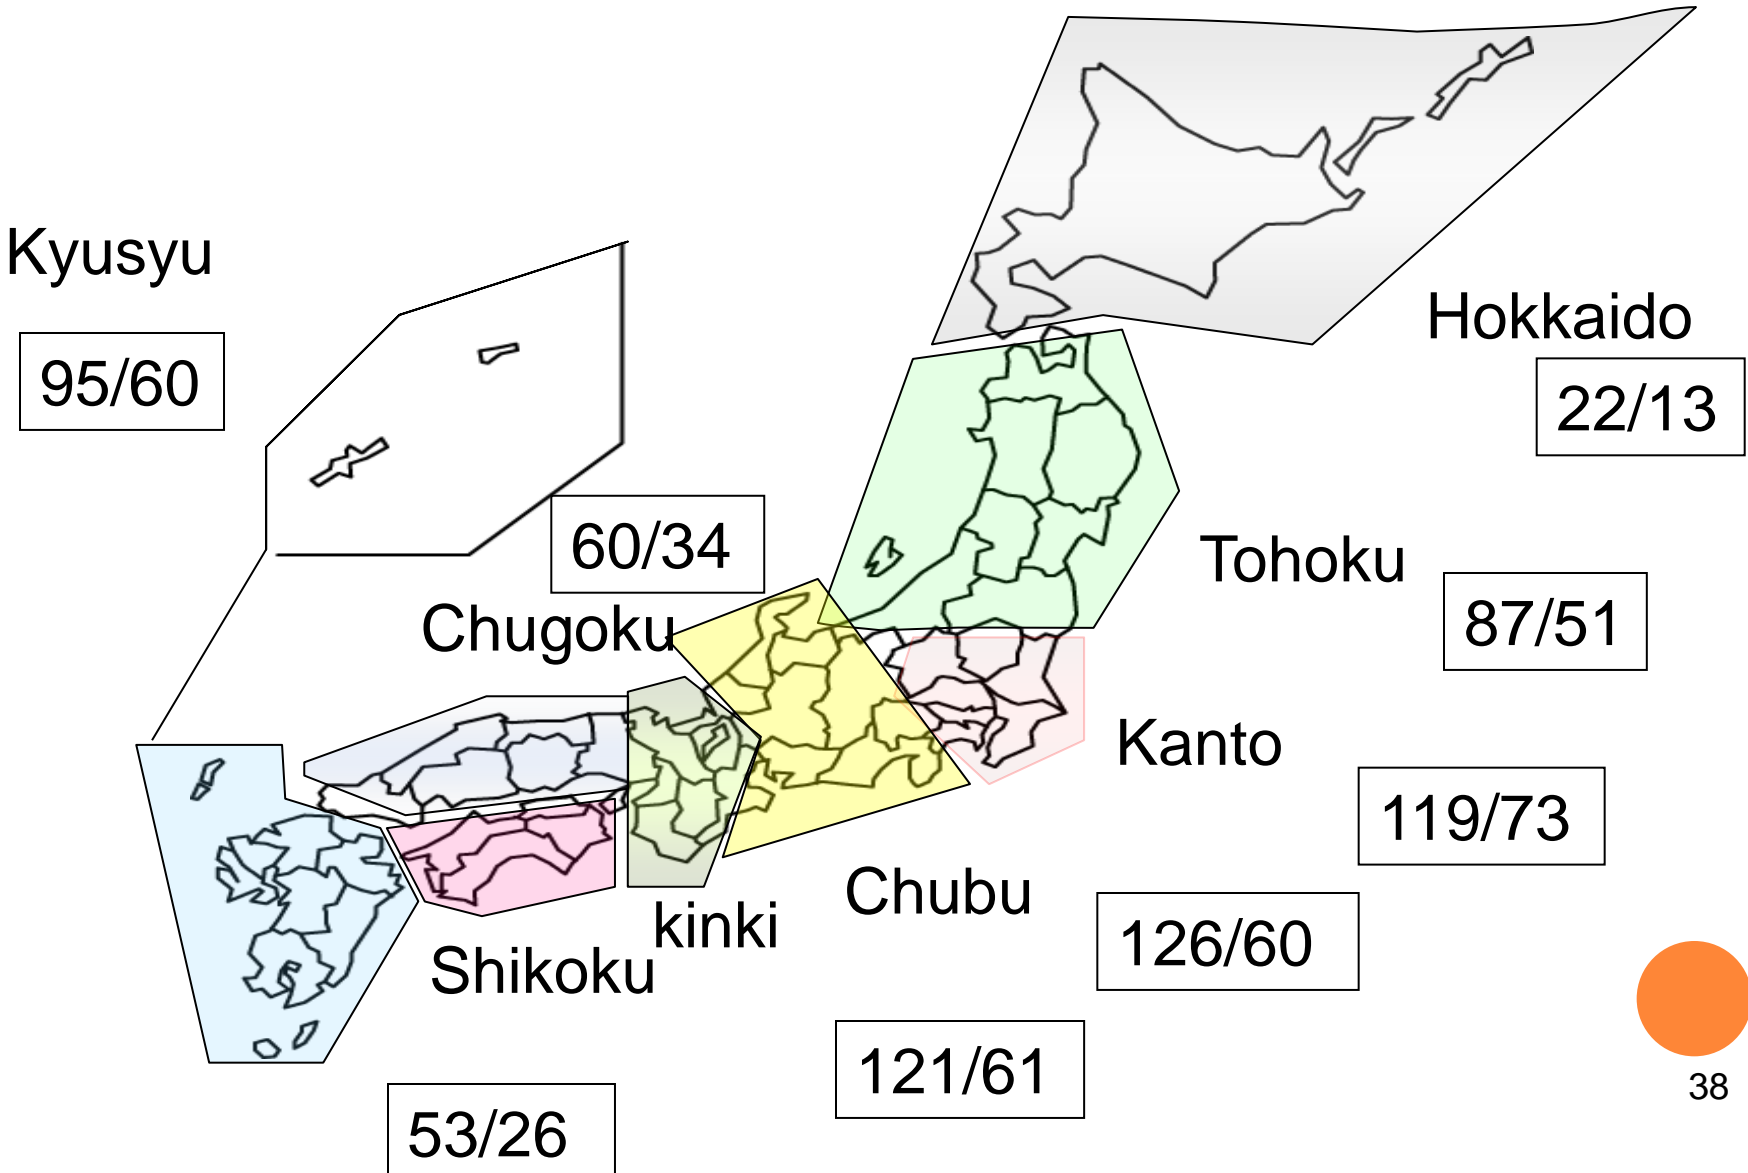 Kyusyu
95/60
Hokkaido
22/13
60/34
Chugoku
Tohoku
87/51
Kanto
119/73
Chubu
126/60
kinki
Shikoku
121/61
53/26
38